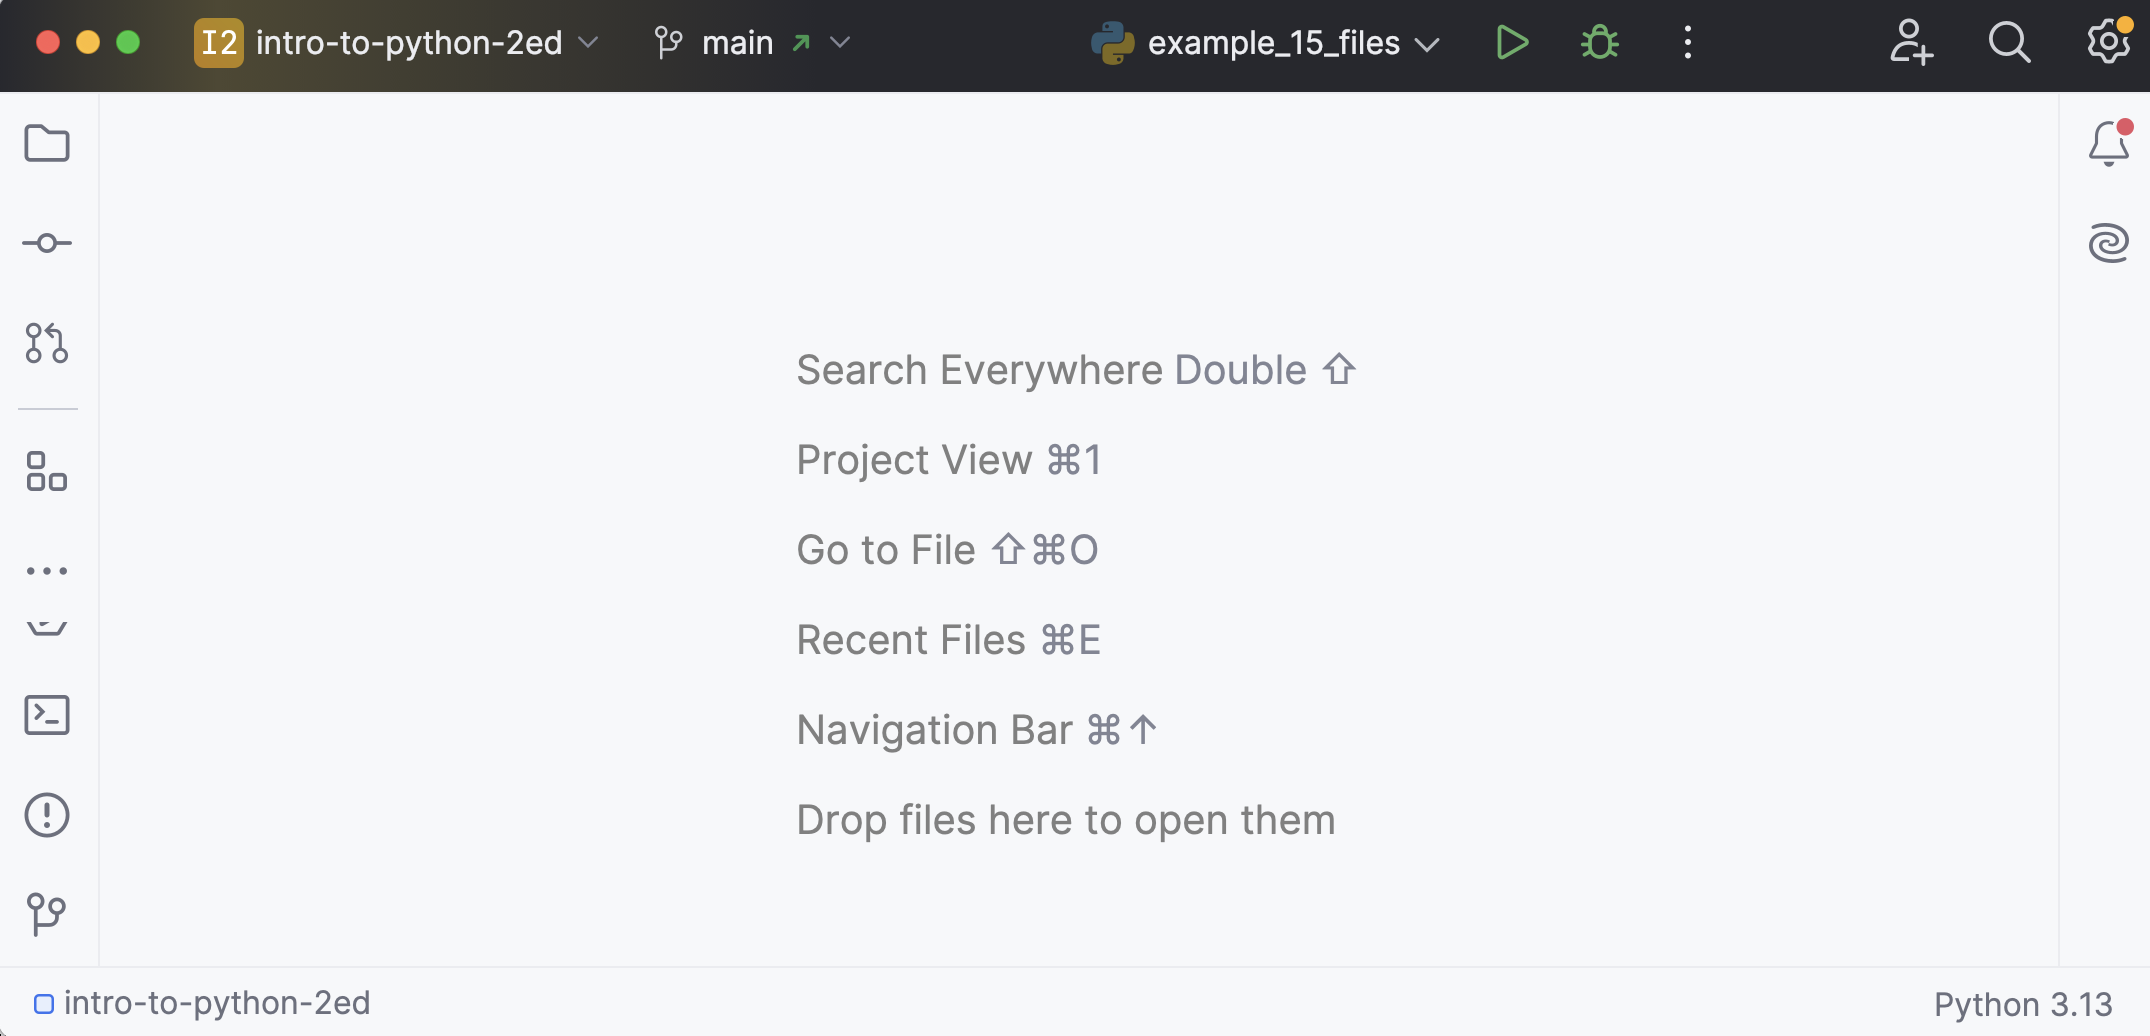 I2 intro-to-python-2ed main example_15_files
Search Everywhere Double ⇧
Project View ⌘1
Go to File ⇧⌘O
Recent Files ⌘E
Navigation Bar ⌘↑
Drop files here to open them
intro-to-python-2ed Python 3.13